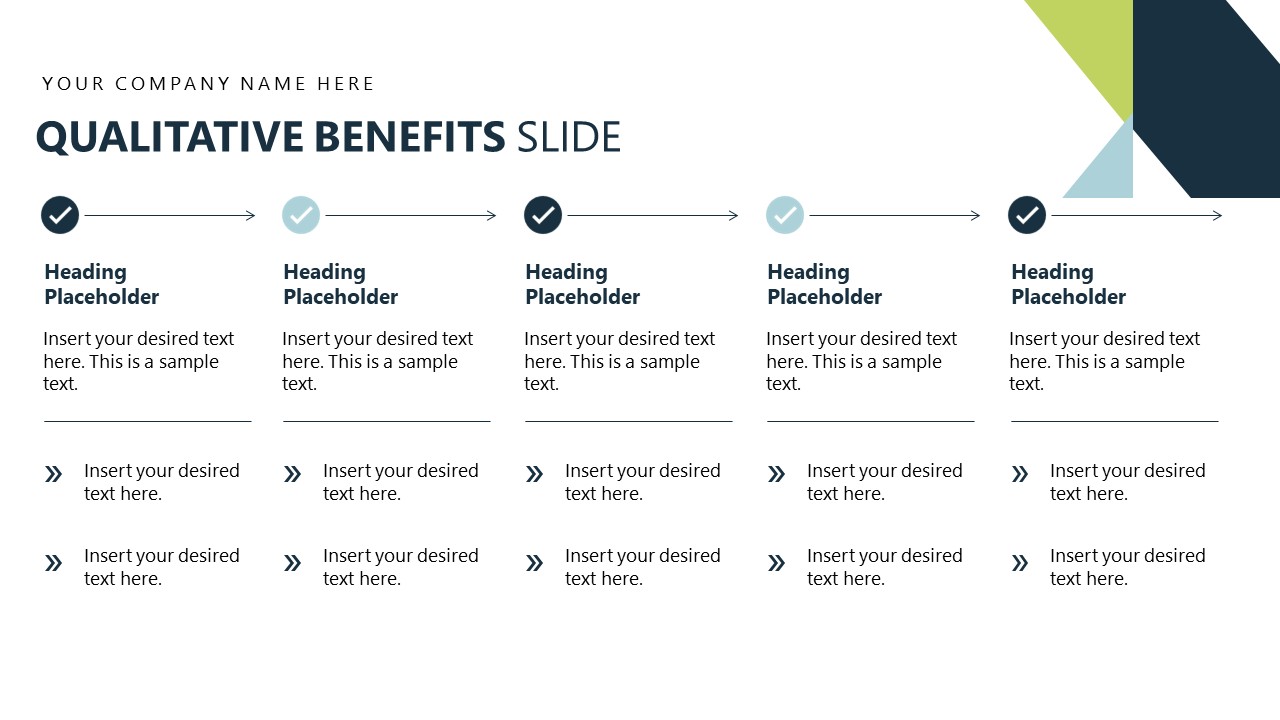 YOUR COMPANY NAME HERE
QUALITATIVE BENEFITS SLIDE
Heading
Placeholder
Insert your desired text
here. This is a sample
text.
Insert your desired
text here.
Insert your desired
text here.
Heading
Placeholder
Insert your desired text
here. This is a sample
text.
Insert your desired
text here.
Insert your desired
text here.
Heading
Placeholder
Insert your desired text
here. This is a sample
text.
Insert your desired
text here.
Insert your desired
text here.
Heading
Placeholder
Insert your desired text
here. This is a sample
text.
Insert your desired
text here.
Insert your desired
text here.
Heading
Placeholder
Insert your desired text
here. This is a sample
text.
Insert your desired
text here.
Insert your desired
text here.